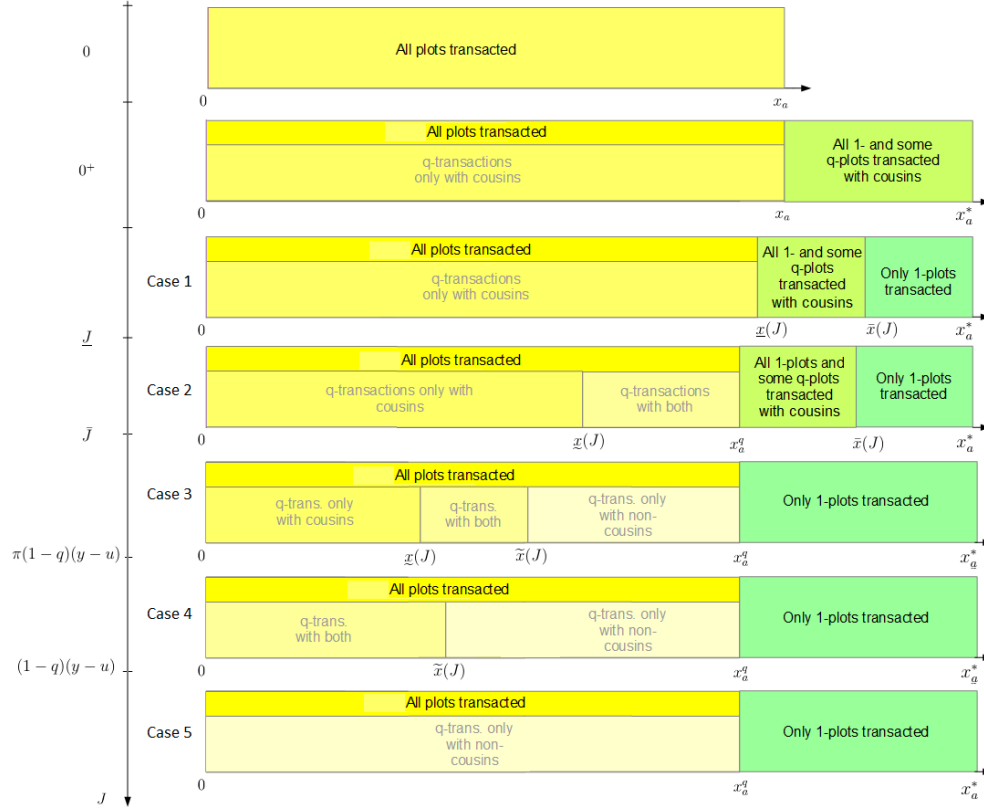 0
All plots transacted
0
x_a
0⁺
All plots transacted
q-transactions
only with cousins
All 1- and some
q-plots transacted
with cousins
0
x_a
x_a^*
Case 1
All plots transacted
q-transactions
only with cousins
All 1- and some
q-plots
transacted
with cousins
Only 1-plots
transacted
0
x̲(J)
x̄(J)
x_a^*
J̲
Case 2
All plots transacted
q-transactions only with
cousins
q-transactions
with both
All 1-plots and
some q-plots
transacted
with cousins
Only 1-plots
transacted
0
x̰(J)
x_a^q
x̄(J)
x_a^*
J̄
Case 3
All plots transacted
q-trans. only
with cousins
q-trans.
with both
q-trans. only
with non-
cousins
Only 1-plots transacted
0
x̰(J)
x̃(J)
x_a^q
x_a̲^*
π(1 − q)(y − u)
Case 4
All plots transacted
q-trans.
with both
q-trans. only
with non-
cousins
Only 1-plots transacted
0
x̃(J)
x_a^q
x_a̲^*
(1 − q)(y − u)
Case 5
All plots transacted
q-trans. only
with non-
cousins
Only 1-plots transacted
0
x_a^q
x_a̲^*
J